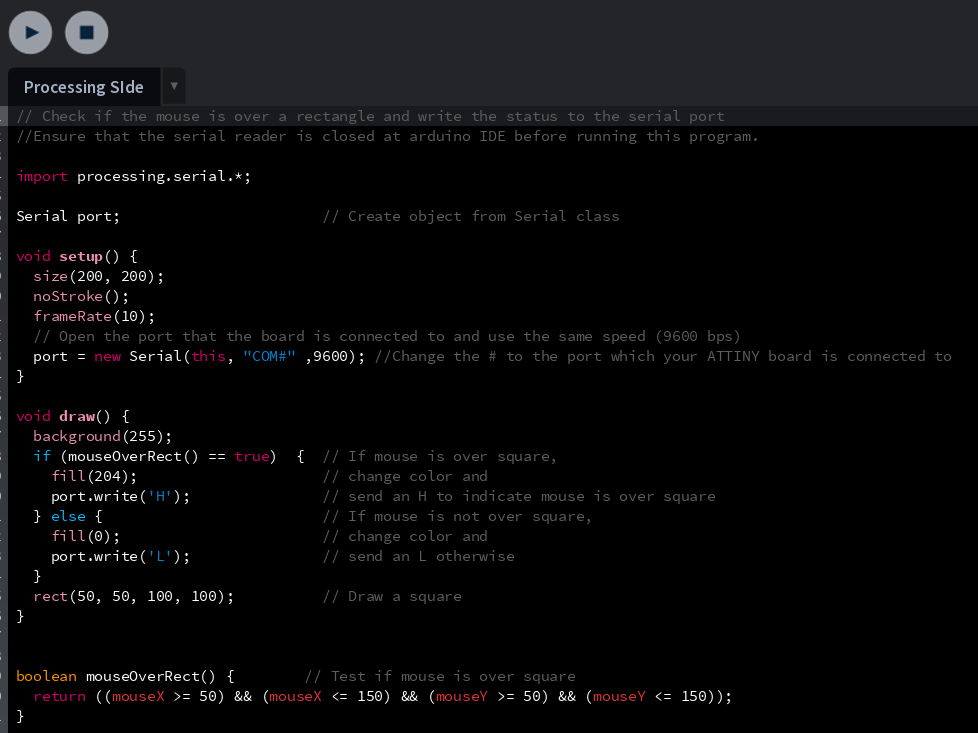 Processing SIde
// Check if the mouse is over a rectangle and write the status to the serial port
//Ensure that the serial reader is closed at arduino IDE before running this program.
import processing.serial.*;
Serial port; // Create object from Serial class
void setup() {
size(200, 200);
noStroke();
frameRate(10);
// Open the port that the board is connected to and use the same speed (9600 bps)
port = new Serial(this, "COM#" ,9600); //Change the # to the port which your ATTINY board is connected to
}
void draw() {
background(255);
if (mouseOverRect() == true) { // If mouse is over square,
fill(204); // change color and
port.write('H'); // send an H to indicate mouse is over square
} else { // If mouse is not over square,
fill(0); // change color and
port.write('L'); // send an L otherwise
}
rect(50, 50, 100, 100); // Draw a square
}
boolean mouseOverRect() { // Test if mouse is over square
return ((mouseX >= 50) && (mouseX <= 150) && (mouseY >= 50) && (mouseY <= 150));
}